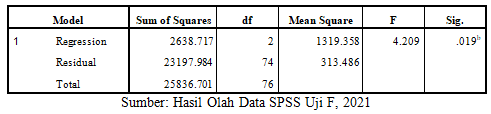 Model Sum of Squares df Mean Square F Sig.
1 Regression 2638.717 2 1319.358 4.209 .019b
Residual 23197.984 74 313.486
Total 25836.701 76
Sumber: Hasil Olah Data SPSS Uji F, 2021